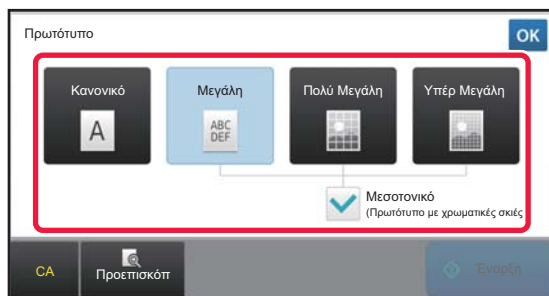 Πρωτότυπο
OK
Κανονικό
Μεγάλη
Πολύ Μεγάλη
Υπέρ Μεγάλη
A
ABC
DEF
Μεσοτονικό
(Πρωτότυπο με χρωματικές σκιές
CA
Προεπισκόπ
Έναρξη